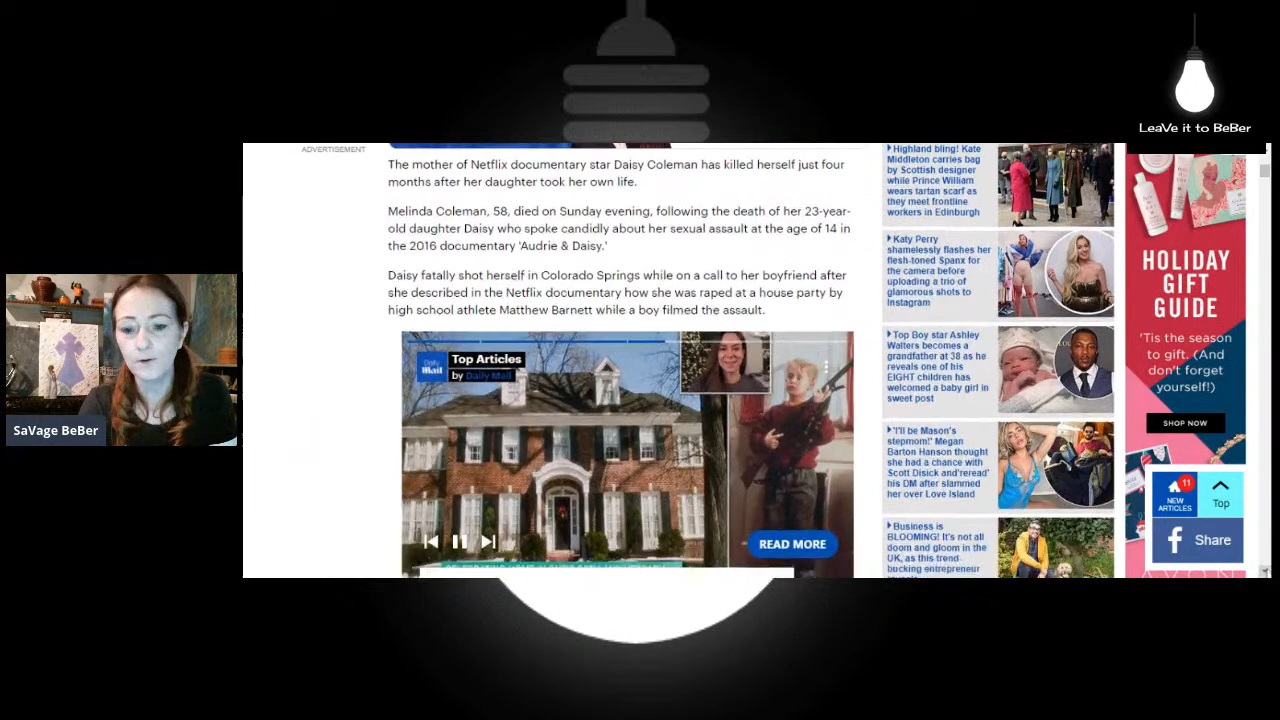 LeaVe it to BeBer
ADVERTISEMENT
The mother of Netflix documentary star Daisy Coleman has killed herself just four
months after her daughter took her own life.
Melinda Coleman, 58, died on Sunday evening, following the death of her 23-year-
old daughter Daisy who spoke candidly about her sexual assault at the age of 14 in
the 2016 documentary 'Audrie & Daisy.'
Daisy fatally shot herself in Colorado Springs while on a call to her boyfriend after
she described in the Netflix documentary how she was raped at a house party by
high school athlete Matthew Barnett while a boy filmed the assault.
Daily
Mail
Top Articles
by Daily Mail
READ MORE
SaVage BeBer
Highland bling! Kate
Middleton carries bag
by Scottish designer
while Prince William
wears tartan scarf as
they meet frontline
workers in Edinburgh
Katy Perry
shamelessly flashes her
flesh-toned Spanx for
the camera before
uploading a trio of
glamorous shots to
Instagram
Top Boy star Ashley
Walters becomes a
grandfather at 38 as he
reveals one of his
EIGHT children has
welcomed a baby girl in
sweet post
'I'll be Mason's
stepmom!' Megan
Barton Hanson thought
she had a chance with
Scott Disick and'reread'
his DM after slammed
her over Love Island
Business is
BLOOMING! It's not all
doom and gloom in the
UK, as this trend-
bucking entrepreneur
HOLIDAY
GIFT
GUIDE
'Tis the season
to gift. (And
don't forget
yourself!)
SHOP NOW
11
NEW
ARTICLES
Top
Share